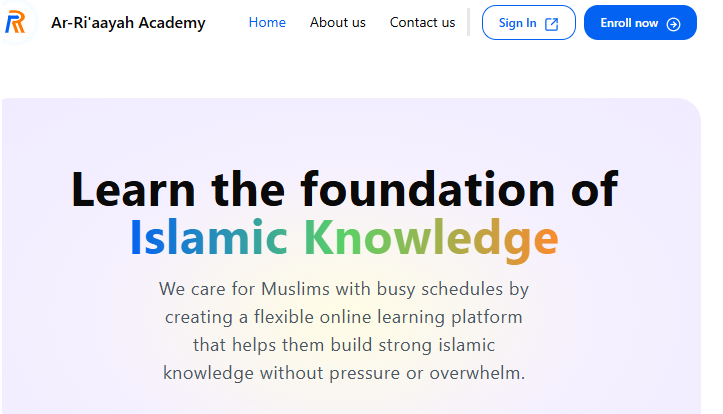 Ar-Ri'aayah Academy
Home
About us
Contact us
Sign In
Enroll now
Learn the foundation of
Islamic Knowledge
We care for Muslims with busy schedules by
creating a flexible online learning platform
that helps them build strong islamic
knowledge without pressure or overwhelm.